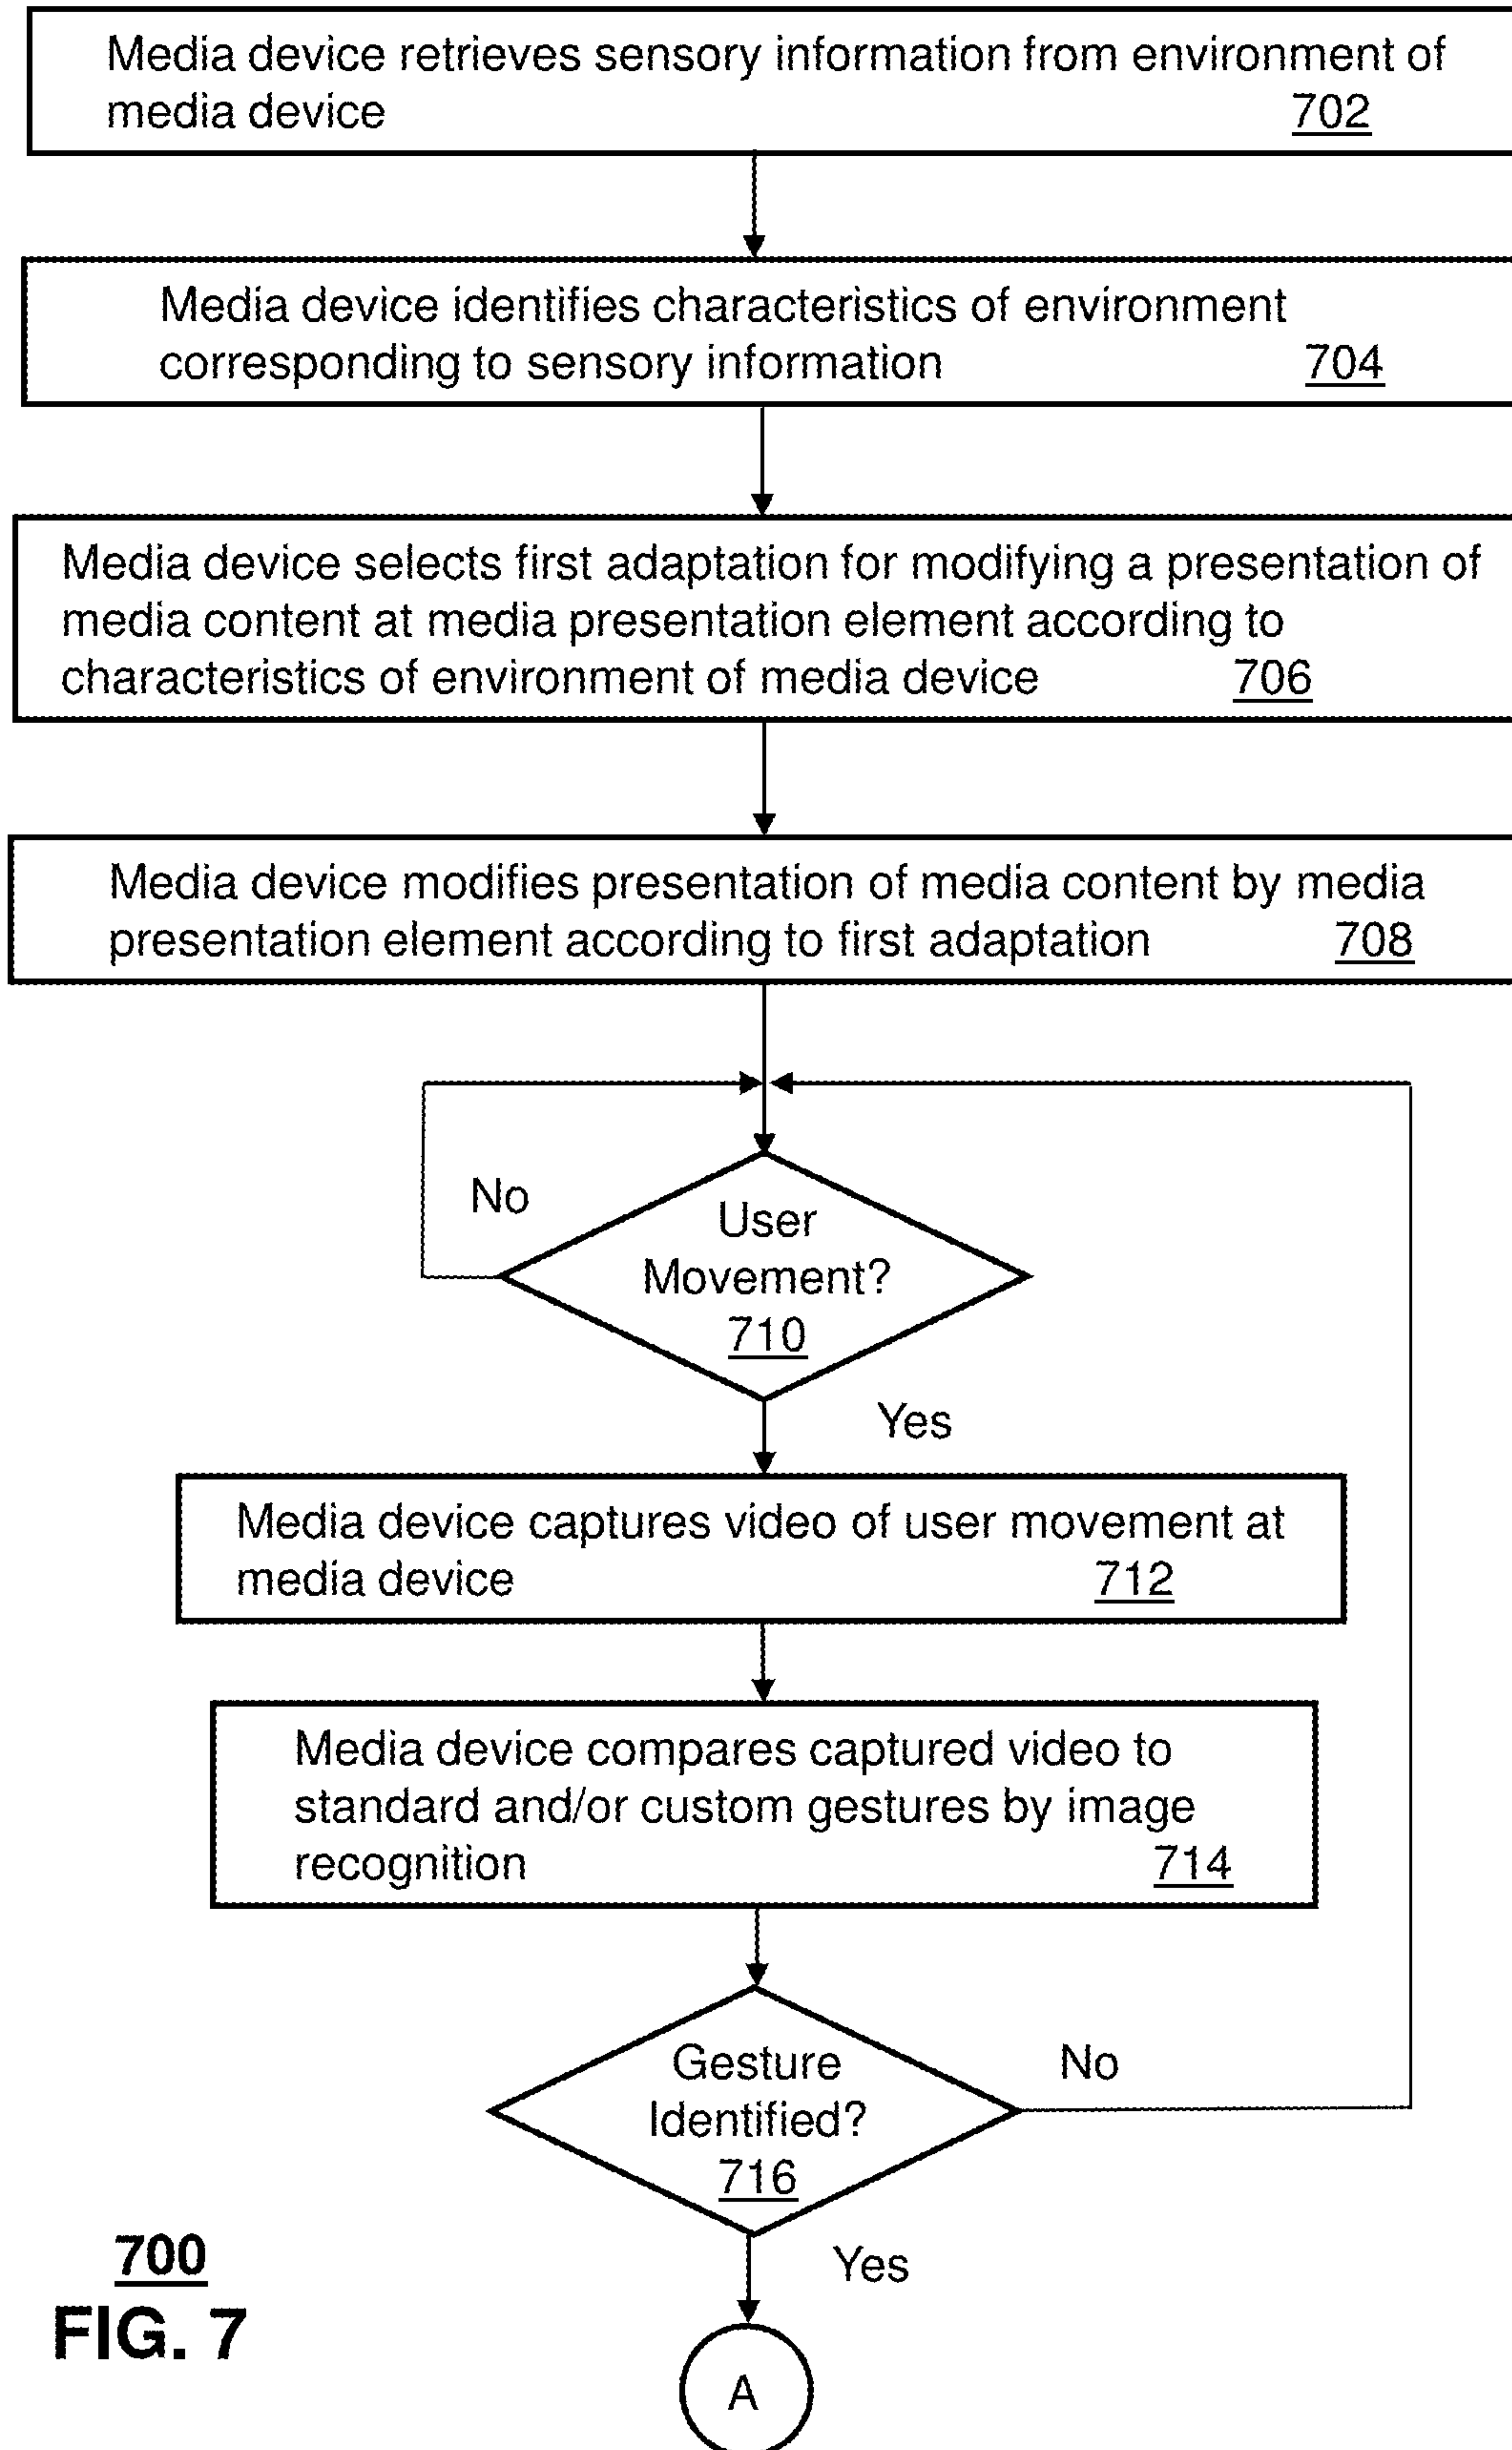 Media device retrieves sensory information from environment of
media device 702
Media device identifies characteristics of environment
corresponding to sensory information 704
Media device selects first adaptation for modifying a presentation of
media content at media presentation element according to
characteristics of environment of media device 706
Media device modifies presentation of media content by media
presentation element according to first adaptation 708
No
User
Movement?
710
Yes
Media device captures video of user movement at
media device 712
Media device compares captured video to
standard and/or custom gestures by image
recognition 714
Gesture
Identified?
716
No
Yes
700
FIG. 7
A